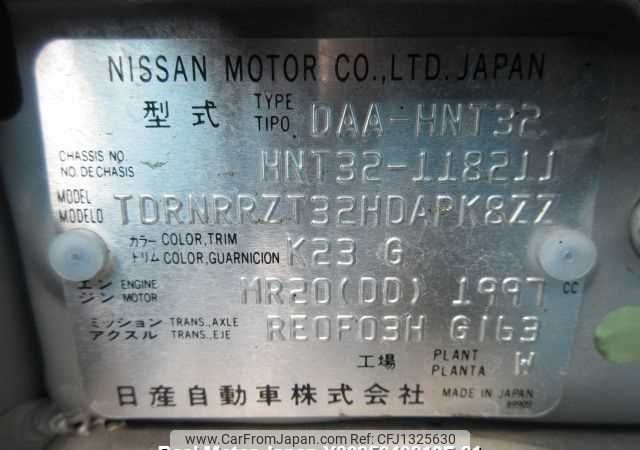 NISSAN MOTOR CO.,LTD. JAPAN
型式 TYPE TIPO DAA-HNT32
CHASSIS NO. NO.DE CHASIS HNT32-118211
MODEL MODELO TDRNRRZT32HDAPK8ZZ
カラー COLOR,TRIM
トリム COLOR,GUARNICION K23 G
エンジン ENGINE MOTOR MR20(DD) 1997 CC
ミッション TRANS.,AXLE
アクスル TRANS.,EJE RE0F03H G163
工場 PLANT PLANTA W
日産自動車株式会社 MADE IN JAPAN
© www.CarFromJapan.com - CFJ1325630